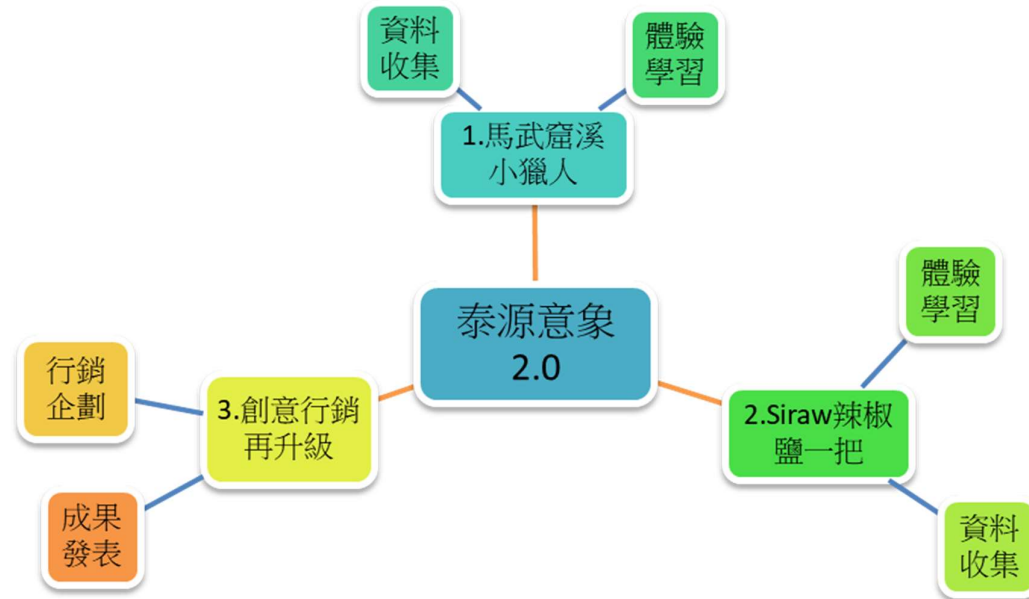 資料
收集
體驗
學習
1.馬武窟溪
小獵人
泰源意象
2.0
體驗
學習
2.Siraw辣椒
鹽一把
資料
收集
3.創意行銷
再升級
行銷
企劃
成果
發表